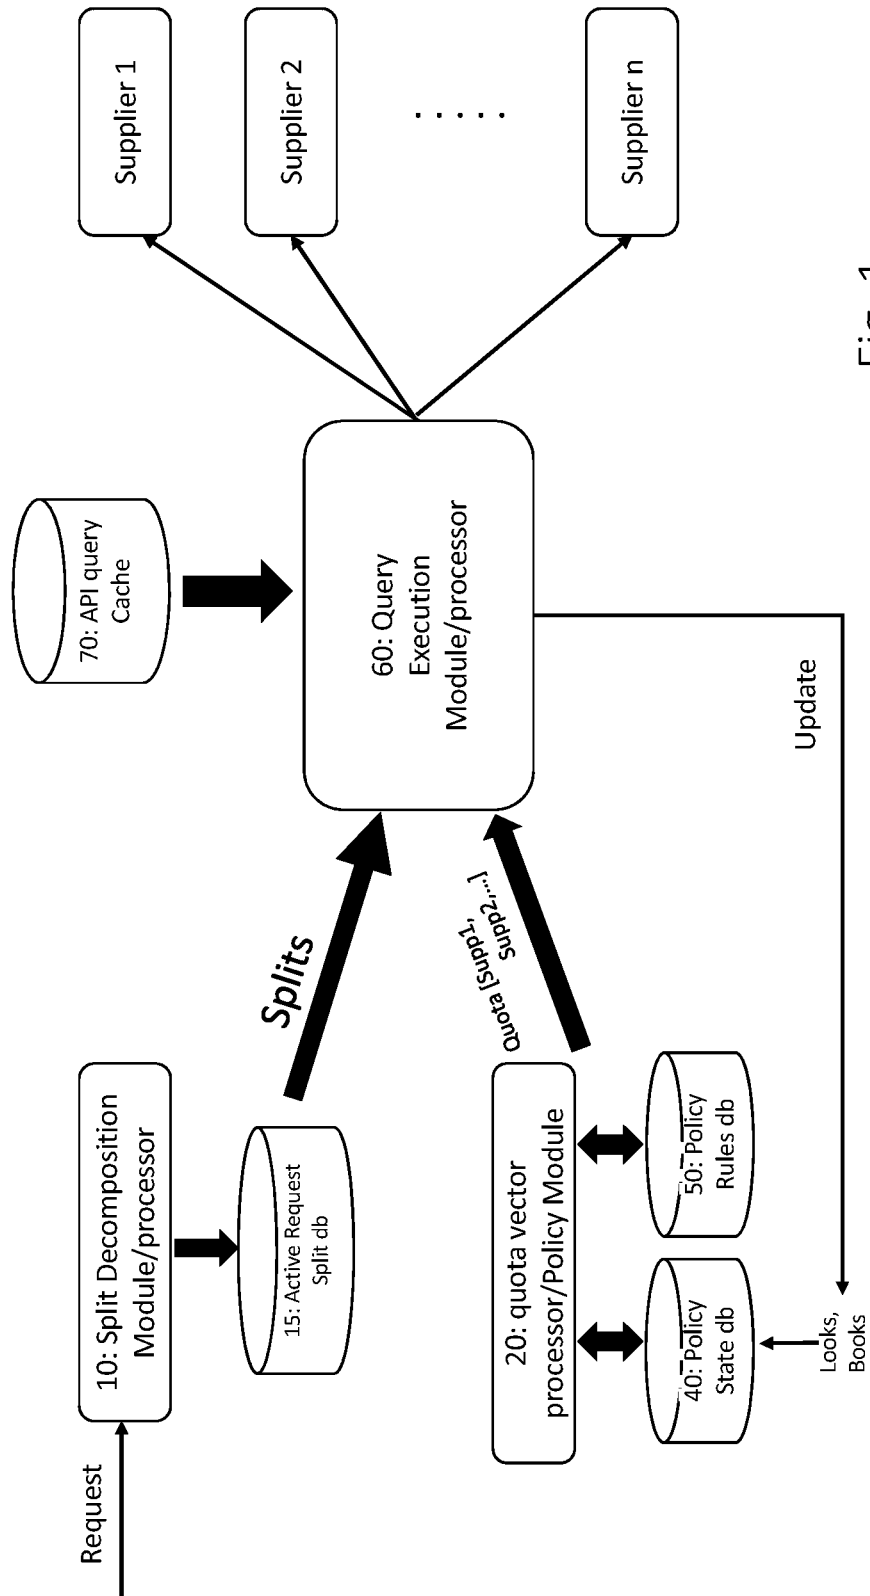 Request
10: Split Decomposition
Module/processor
15: Active Request
Split db
Splits
70: API query
Cache
60: Query
Execution
Module/processor
Supplier 1
Supplier 2
. . . . .
Supplier n
20: quota vector
processor/Policy Module
Quota [Supp1,
Supp2,...]
40: Policy
State db
50: Policy
Rules db
Looks,
Books
Update
Fig. 1